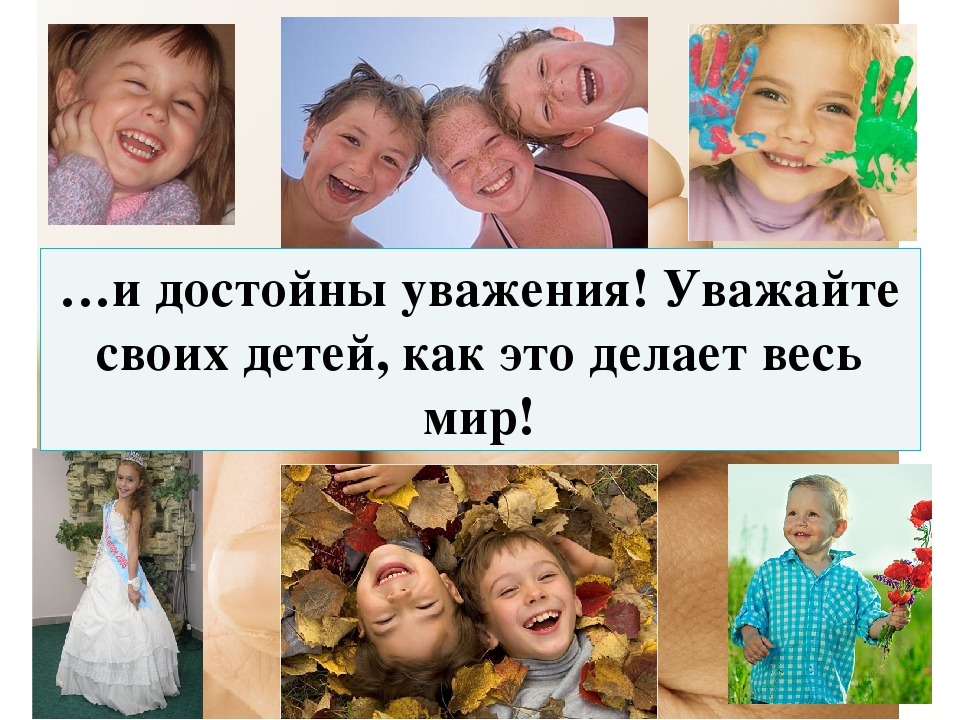 …и достойны уважения! Уважайте
своих детей, как это делает весь
мир!